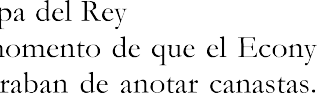 pa del Rey
nomento de que el Econy
raban de anotar canastas.